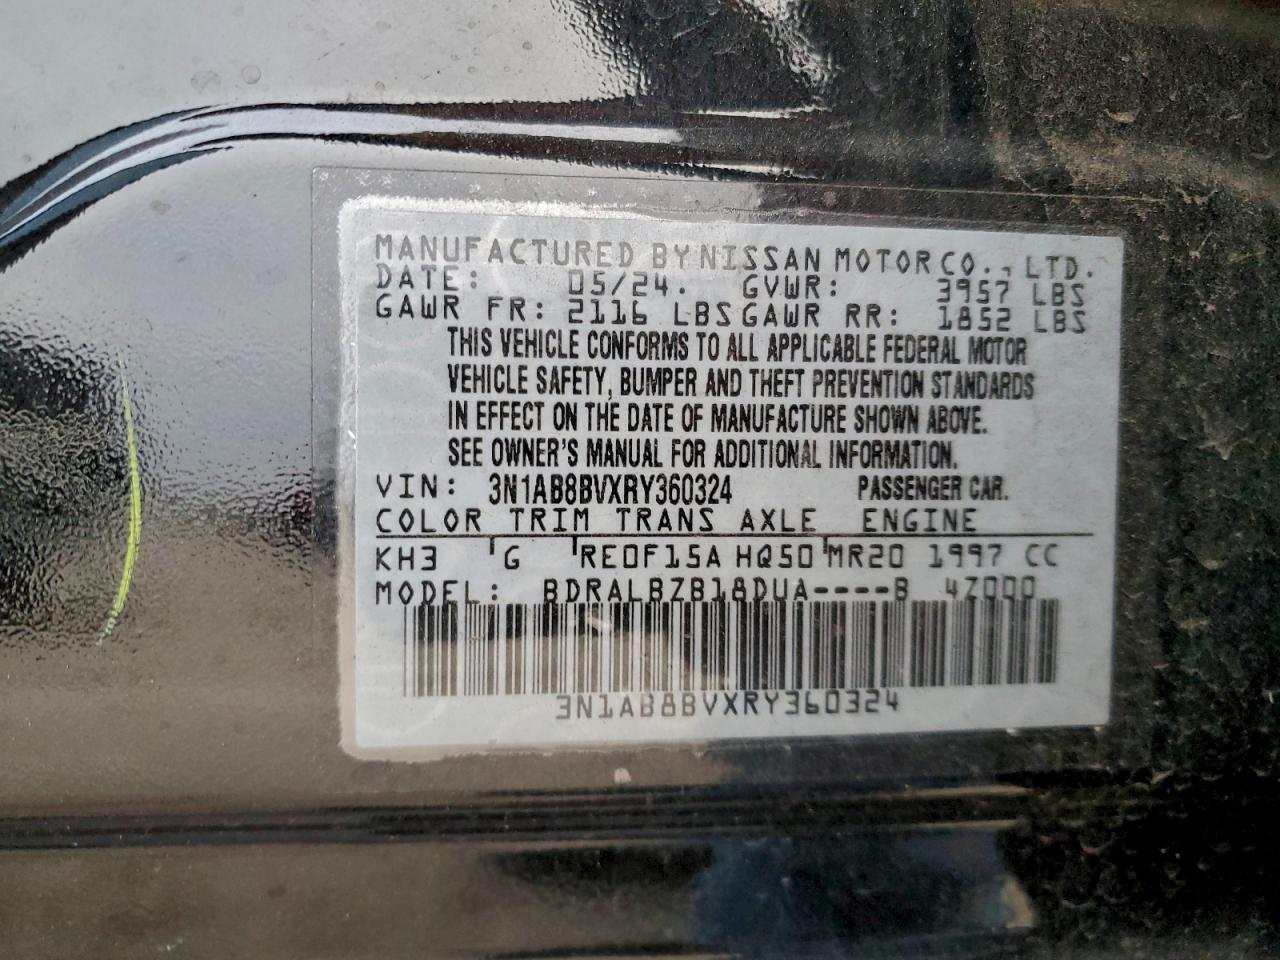 MANUFACTURED BY NISSAN MOTOR CO., LTD.
DATE: 05/24. GVWR: 3957 LBS
GAWR FR: 2116 LBS GAWR RR: 1852 LBS
THIS VEHICLE CONFORMS TO ALL APPLICABLE FEDERAL MOTOR
VEHICLE SAFETY, BUMPER AND THEFT PREVENTION STANDARDS
IN EFFECT ON THE DATE OF MANUFACTURE SHOWN ABOVE.
SEE OWNER'S MANUAL FOR ADDITIONAL INFORMATION.
VIN: 3N1AB8BVXRY360324 PASSENGER CAR.
COLOR TRIM TRANS AXLE ENGINE
KH3 G RE0F15A HQ50 MR20 1997 CC
MODEL: BDRALBZB18DUA----B 4Z000
3N1AB8BVXRY360324